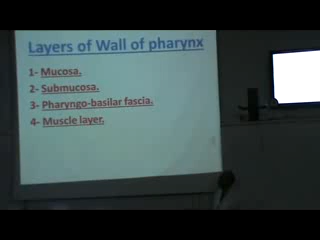 Layers of Wall of pharynx
1- Mucosa.
2- Submucosa.
3- Pharyngo-basilar fascia.
4- Muscle layer.